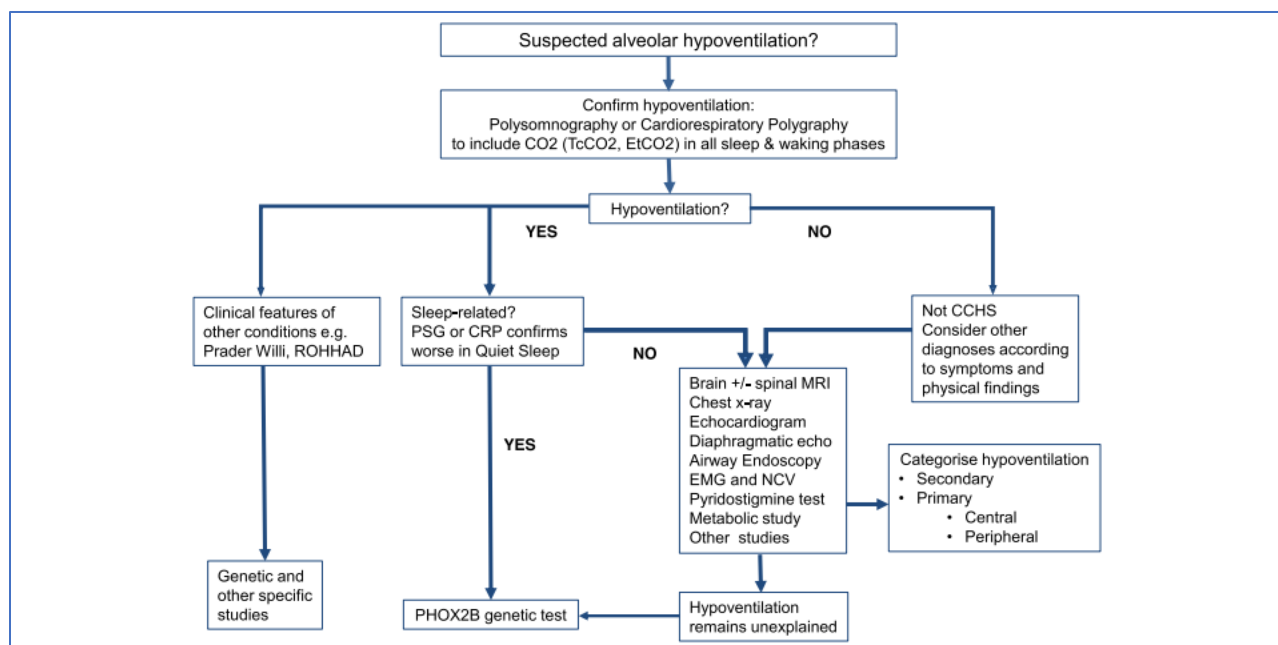 Suspected alveolar hypoventilation?
Confirm hypoventilation:
Polysomnography or Cardiorespiratory Polygraphy
to include CO2 (TcCO2, EtCO2) in all sleep & waking phases
Hypoventilation?
YES
NO
Clinical features of
other conditions e.g.
Prader Willi, ROHHAD
Sleep-related?
PSG or CRP confirms
worse in Quiet Sleep
NO
Not CCHS
Consider other
diagnoses according
to symptoms and
physical findings
Brain +/- spinal MRI
Chest x-ray
Echocardiogram
Diaphragmatic echo
Airway Endoscopy
EMG and NCV
Pyridostigmine test
Metabolic study
Other studies
YES
Categorise hypoventilation
• Secondary
• Primary
• Central
• Peripheral
Genetic and
other specific
studies
PHOX2B genetic test
Hypoventilation
remains unexplained